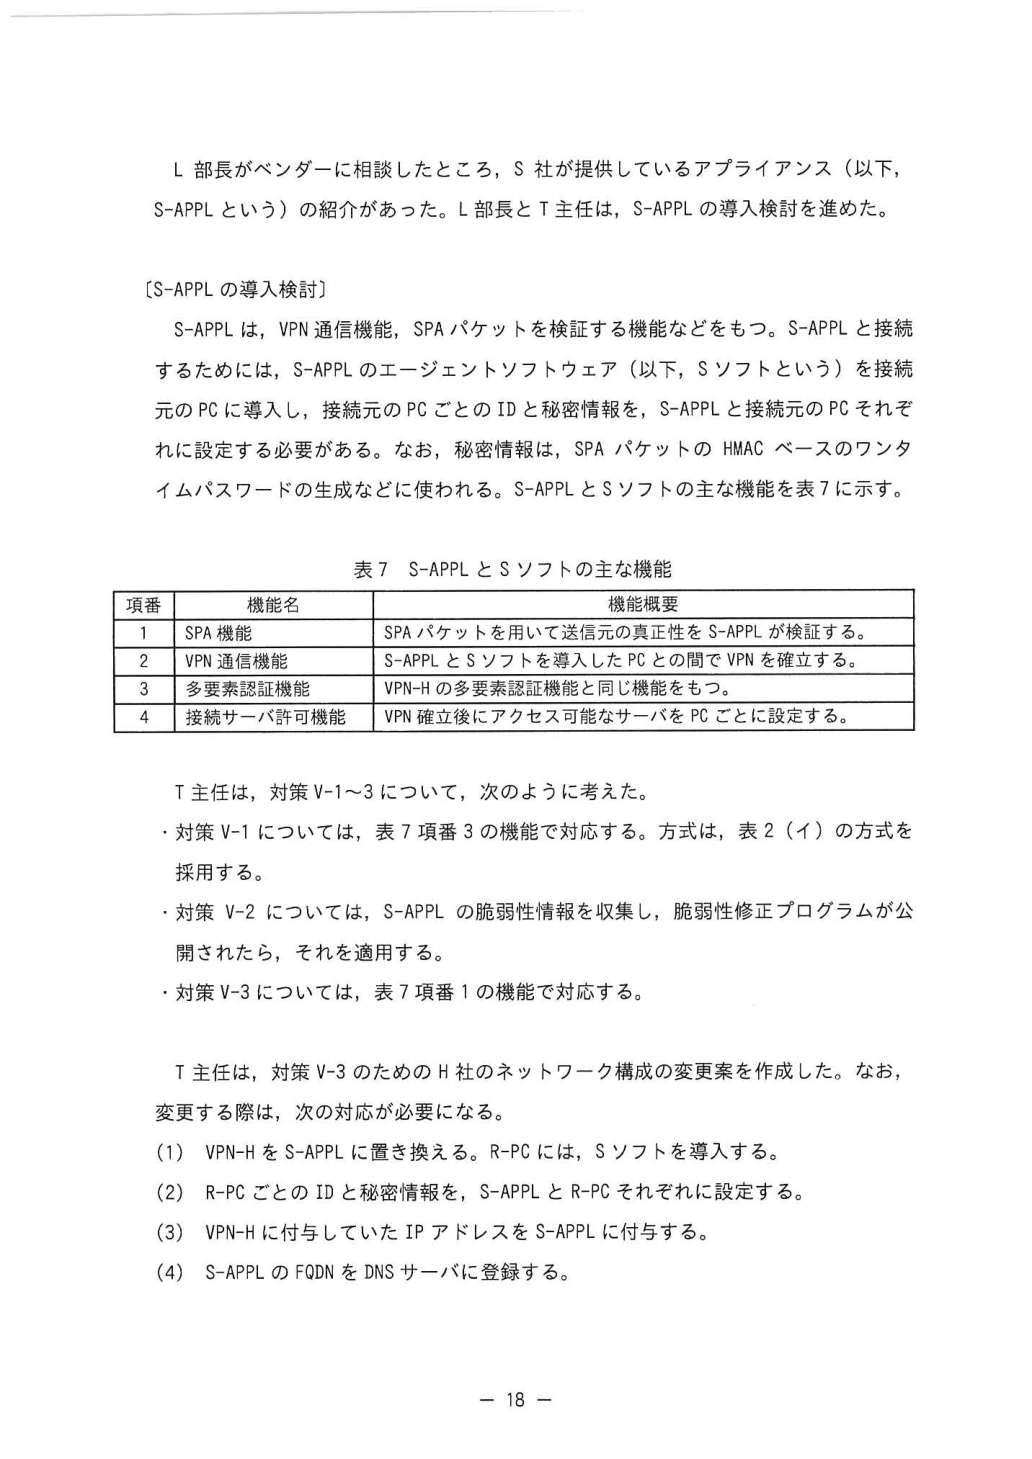 L 部長がベンダーに相談したところ，S 社が提供しているアプライアンス（以下，
S-APPL という）の紹介があった。L 部長と T 主任は，S-APPL の導入検討を進めた。
〔S-APPL の導入検討〕
S-APPL は，VPN 通信機能，SPA パケットを検証する機能などをもつ。S-APPL と接続
するためには，S-APPL のエージェントソフトウェア（以下，S ソフトという）を接続
元の PC に導入し，接続元の PC ごとの ID と秘密情報を，S-APPL と接続元の PC それぞ
れに設定する必要がある。なお，秘密情報は，SPA パケットの HMAC ベースのワンタ
イムパスワードの生成などに使われる。S-APPL と S ソフトの主な機能を表 7 に示す。
表 7 S-APPL と S ソフトの主な機能
項番 機能名 機能概要
1 SPA 機能 SPA パケットを用いて送信元の真正性を S-APPL が検証する。
2 VPN 通信機能 S-APPL と S ソフトを導入した PC との間で VPN を確立する。
3 多要素認証機能 VPN-H の多要素認証機能と同じ機能をもつ。
4 接続サーバ許可機能 VPN 確立後にアクセス可能なサーバを PC ごとに設定する。
T 主任は，対策 V-1～3 について，次のように考えた。
・対策 V-1 については，表 7 項番 3 の機能で対応する。方式は，表 2（イ）の方式を
採用する。
・対策 V-2 については，S-APPL の脆弱性情報を収集し，脆弱性修正プログラムが公
開されたら，それを適用する。
・対策 V-3 については，表 7 項番 1 の機能で対応する。
T 主任は，対策 V-3 のための H 社のネットワーク構成の変更案を作成した。なお，
変更する際は，次の対応が必要になる。
(1) VPN-H を S-APPL に置き換える。R-PC には，S ソフトを導入する。
(2) R-PC ごとの ID と秘密情報を，S-APPL と R-PC それぞれに設定する。
(3) VPN-H に付与していた IP アドレスを S-APPL に付与する。
(4) S-APPL の FQDN を DNS サーバに登録する。
－ 18 －